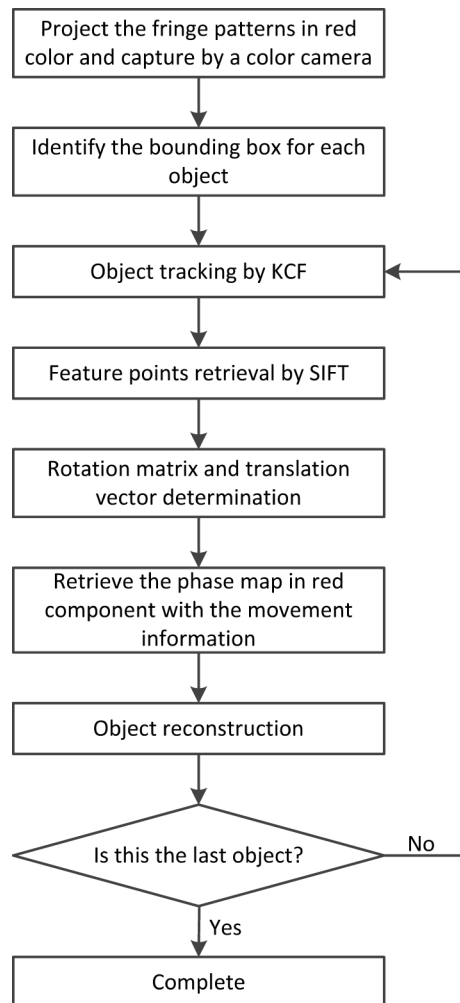 Project the fringe patterns in red
color and capture by a color camera
Identify the bounding box for each
object
Object tracking by KCF
Feature points retrieval by SIFT
Rotation matrix and translation
vector determination
Retrieve the phase map in red
component with the movement
information
Object reconstruction
Is this the last object?
No
Yes
Complete